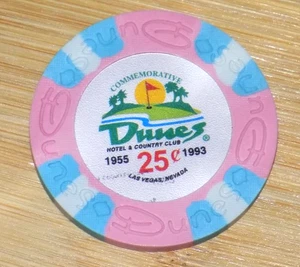 COMMEMORATIVE
Dunes
HOTEL & COUNTRY CLUB
1955 25¢ 1993
LAS VEGAS, NEVADA